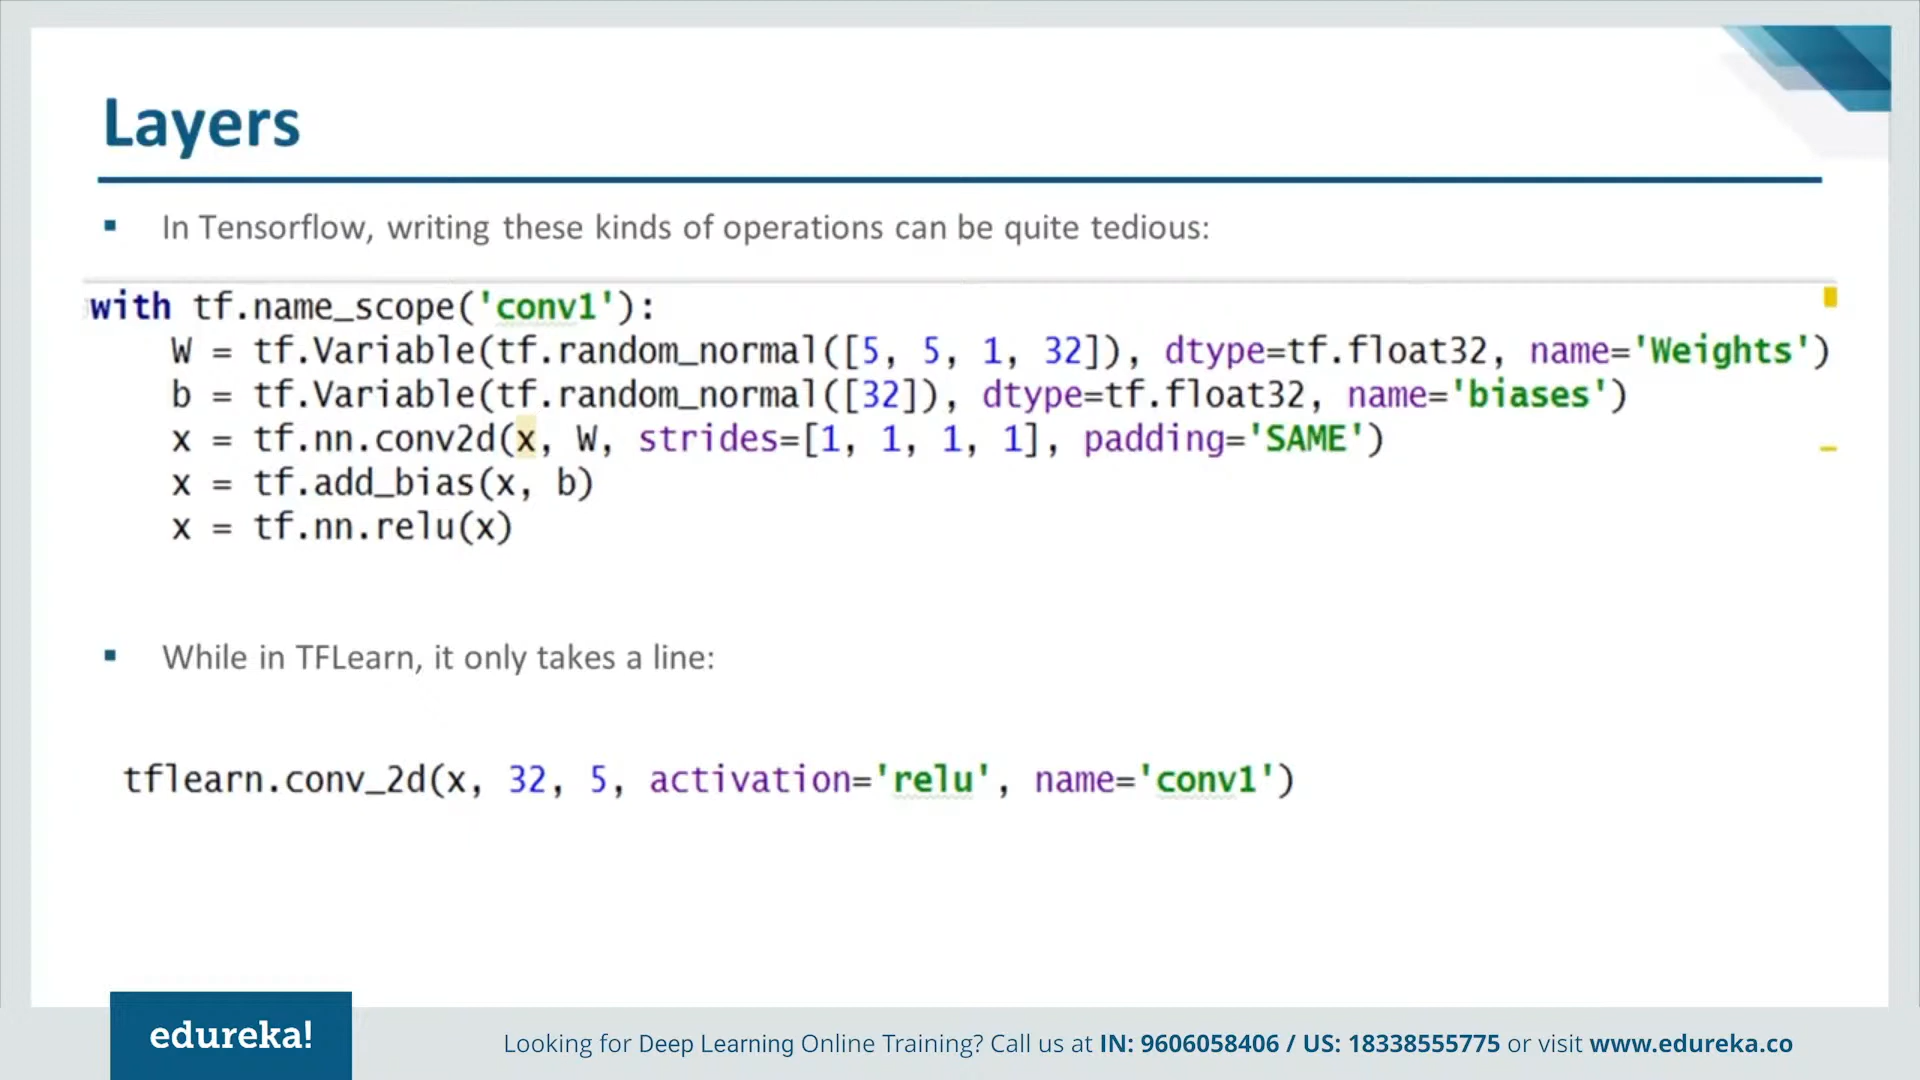 Layers
▪ In Tensorflow, writing these kinds of operations can be quite tedious:
with tf.name_scope('conv1'):
    W = tf.Variable(tf.random_normal([5, 5, 1, 32]), dtype=tf.float32, name='Weights')
    b = tf.Variable(tf.random_normal([32]), dtype=tf.float32, name='biases')
    x = tf.nn.conv2d(x, W, strides=[1, 1, 1, 1], padding='SAME')
    x = tf.add_bias(x, b)
    x = tf.nn.relu(x)
▪ While in TFLearn, it only takes a line:
tflearn.conv_2d(x, 32, 5, activation='relu', name='conv1')
edureka!
Looking for Deep Learning Online Training? Call us at IN: 9606058406 / US: 18338555775 or visit www.edureka.co